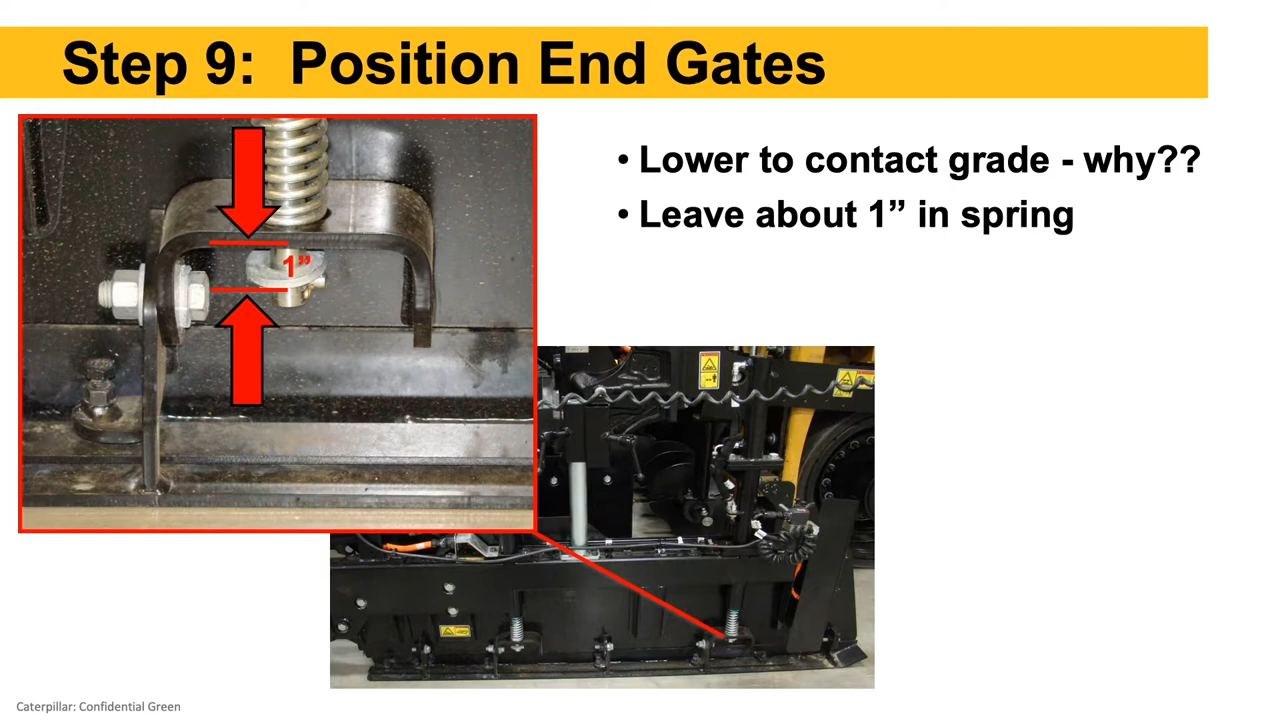 Step 9:  Position End Gates
• Lower to contact grade - why??
• Leave about 1” in spring
1”
Caterpillar: Confidential Green